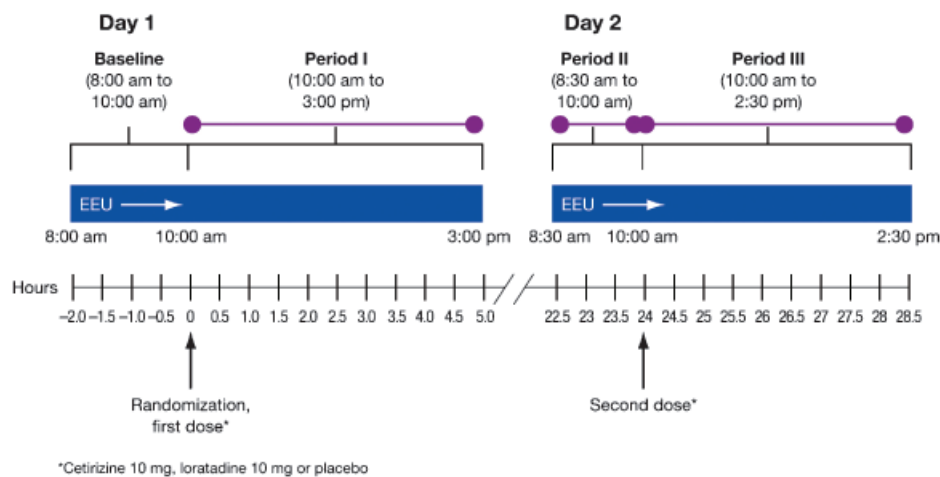 Day 1
Day 2
Baseline
(8:00 am to
10:00 am)
Period I
(10:00 am to
3:00 pm)
Period II
(8:30 am to
10:00 am)
Period III
(10:00 am to
2:30 pm)
EEU
EEU
8:00 am 10:00 am 3:00 pm 8:30 am 10:00 am 2:30 pm
Hours
–2.0 –1.5 –1.0 –0.5 0 0.5 1.0 1.5 2.0 2.5 3.0 3.5 4.0 4.5 5.0 22.5 23 23.5 24 24.5 25 25.5 26 26.5 27 27.5 28 28.5
Randomization,
first dose*
Second dose*
*Cetirizine 10 mg, loratadine 10 mg or placebo